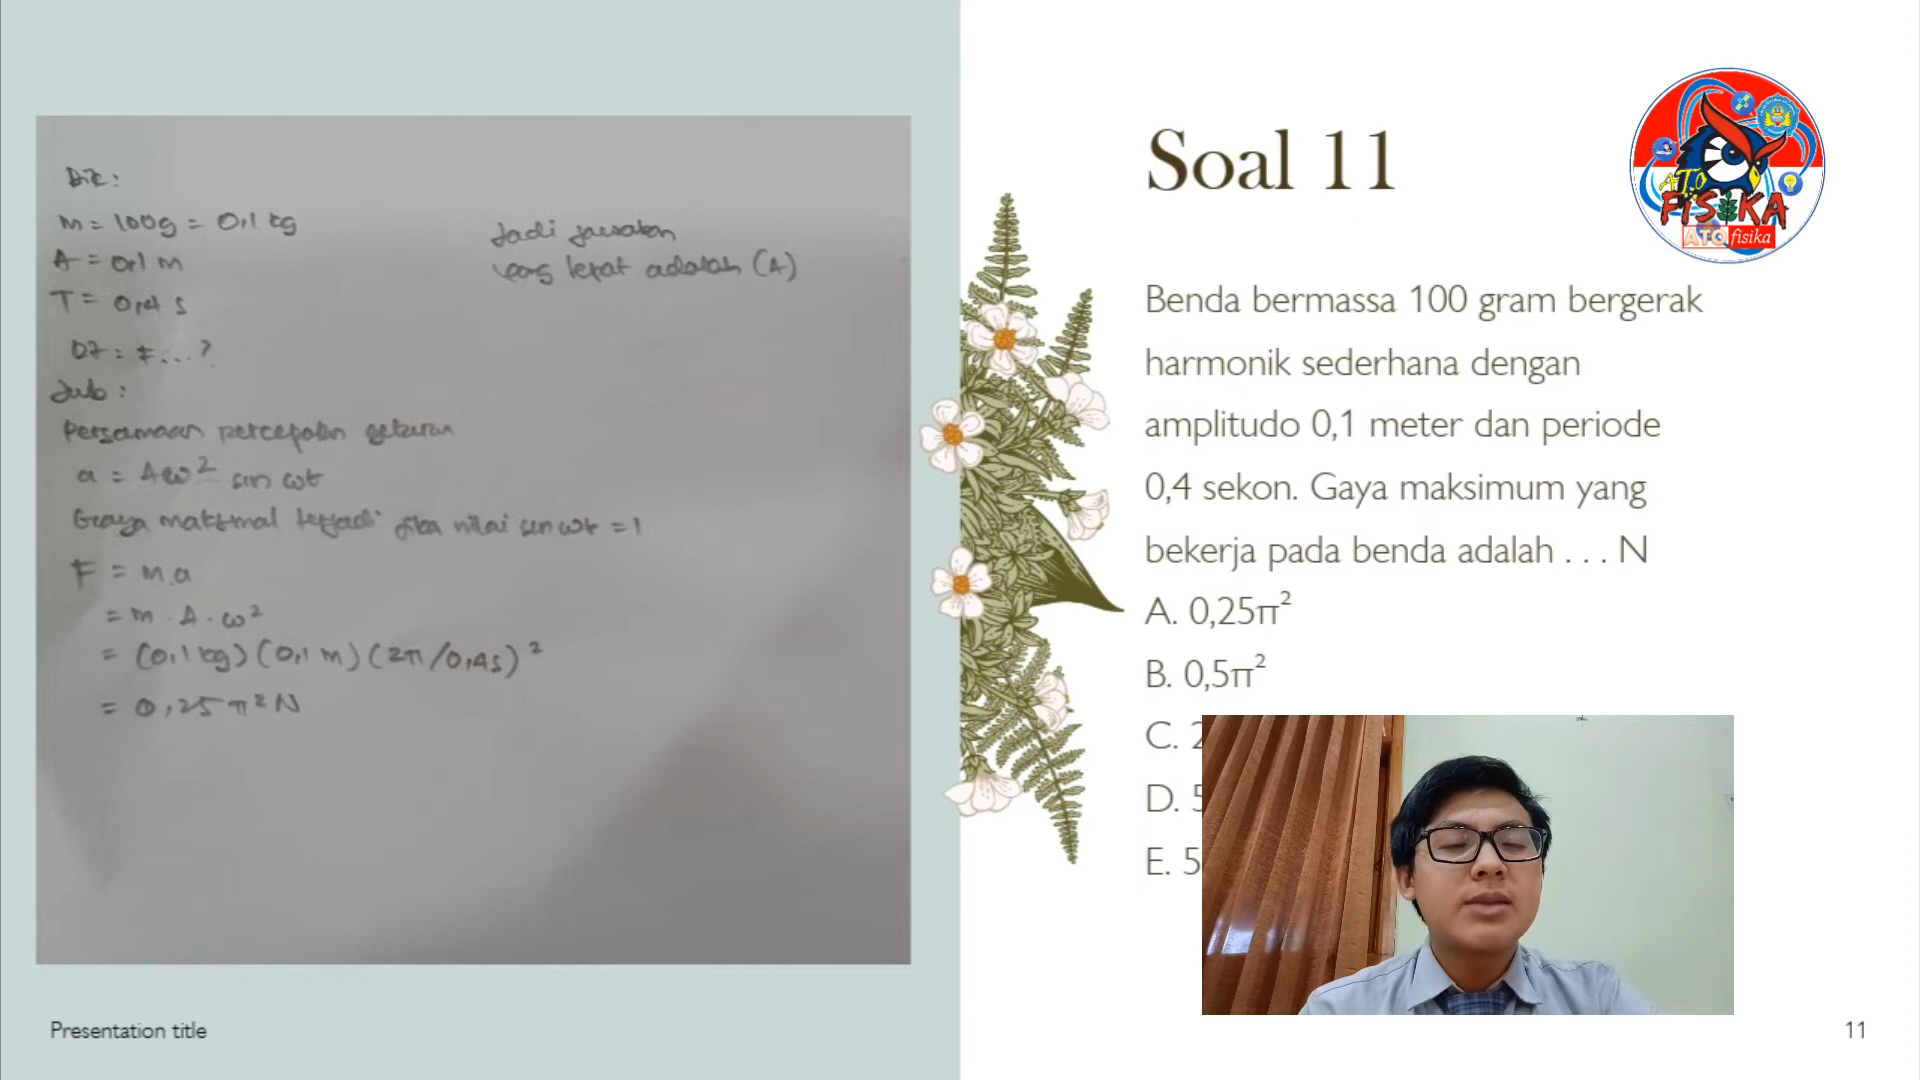 Dik:
m = 100g = 0,1 kg
A = 0,1 m
T = 0,4 s
Dt: F...?
Jwb:
Persamaan percepatan getaran
a = Aω² sin ωt
Gaya maksimal terjadi jika nilai sin ωt = 1
F = m.a
= m . A . ω²
= (0,1 kg) (0,1 m) (2π/0,4s)²
= 0,25 π² N
Jadi jawaban
yang tepat adalah (A)
Presentation title
Soal 11
ATO
FISIKA
ATO fisika
Benda bermassa 100 gram bergerak
harmonik sederhana dengan
amplitudo 0,1 meter dan periode
0,4 sekon. Gaya maksimum yang
bekerja pada benda adalah . . . N
A. 0,25π²
B. 0,5π²
C. 2
D. 5
E. 5
11